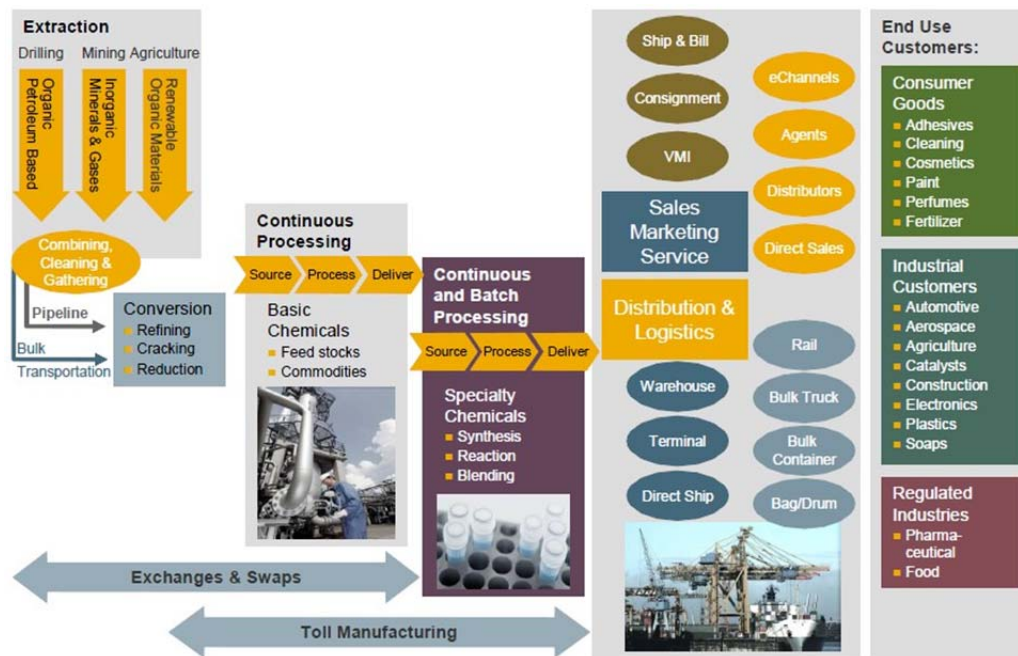 Extraction
Drilling
Mining
Agriculture
Organic
Petroleum Based
Inorganic
Minerals & Gases
Renewable
Organic Materials
Combining,
Cleaning &
Gathering
Pipeline
Bulk
Transportation
Conversion
Refining
Cracking
Reduction
Continuous
Processing
Source
Process
Deliver
Basic
Chemicals
Feed stocks
Commodities
Continuous
and Batch
Processing
Source
Process
Deliver
Specialty
Chemicals
Synthesis
Reaction
Blending
Exchanges & Swaps
Toll Manufacturing
Ship & Bill
Consignment
VMI
eChannels
Agents
Distributors
Direct Sales
Sales
Marketing
Service
Distribution &
Logistics
Warehouse
Terminal
Direct Ship
Rail
Bulk Truck
Bulk
Container
Bag/Drum
End Use
Customers:
Consumer
Goods
Adhesives
Cleaning
Cosmetics
Paint
Perfumes
Fertilizer
Industrial
Customers
Automotive
Aerospace
Agriculture
Catalysts
Construction
Electronics
Plastics
Soaps
Regulated
Industries
Pharma-
ceutical
Food